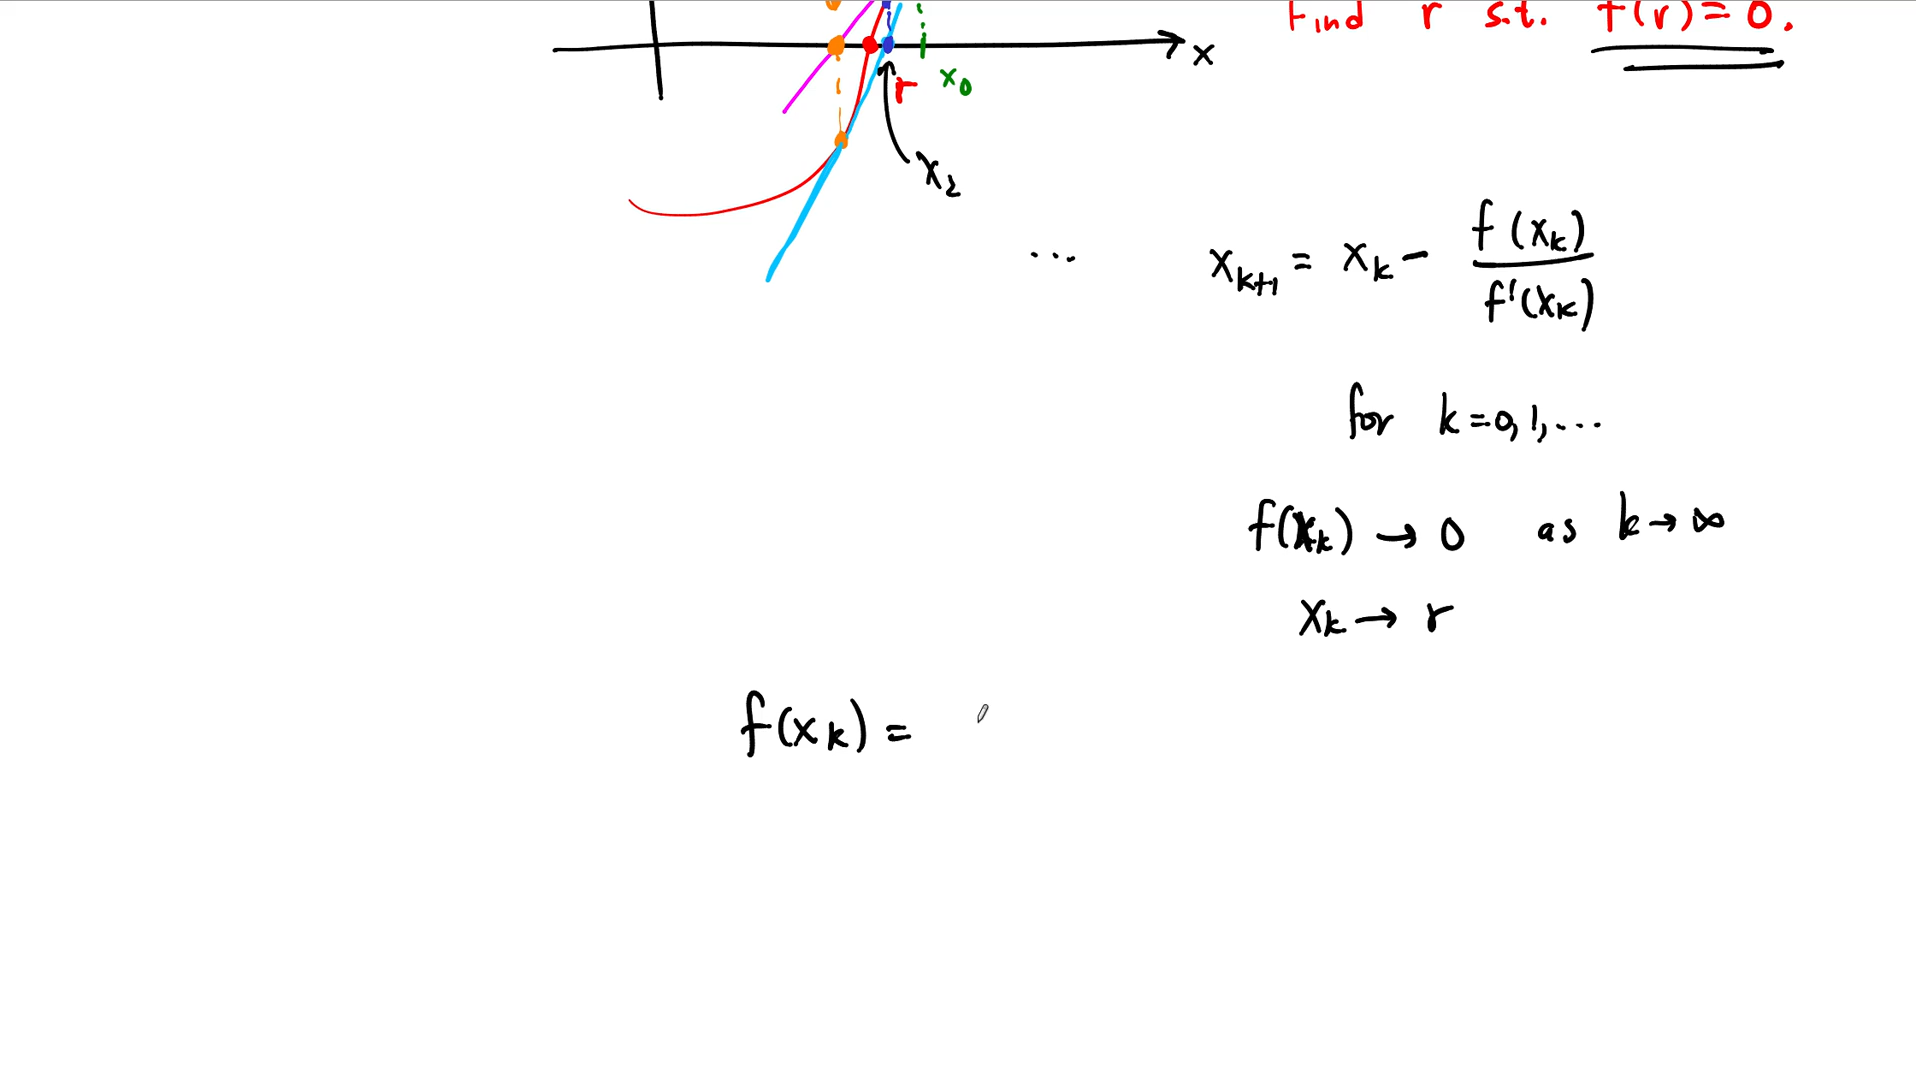 Find r s.t. f(r) = 0.
x
r x₀
x₂
... xₖ₊₁ = xₖ - f(xₖ) / f'(xₖ)
for k = 0, 1, ...
f(xₖ) → 0 as k → ∞
xₖ → r
f(xₖ) =